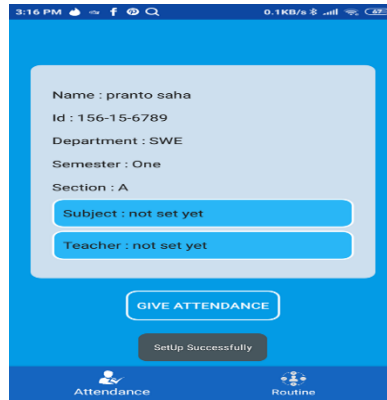 3:16 PM 0.1KB/s 67
Name : pranto saha
Id : 156-15-6789
Department : SWE
Semester : One
Section : A
Subject : not set yet
Teacher : not set yet
GIVE ATTENDANCE
SetUp Successfully
Attendance Routine